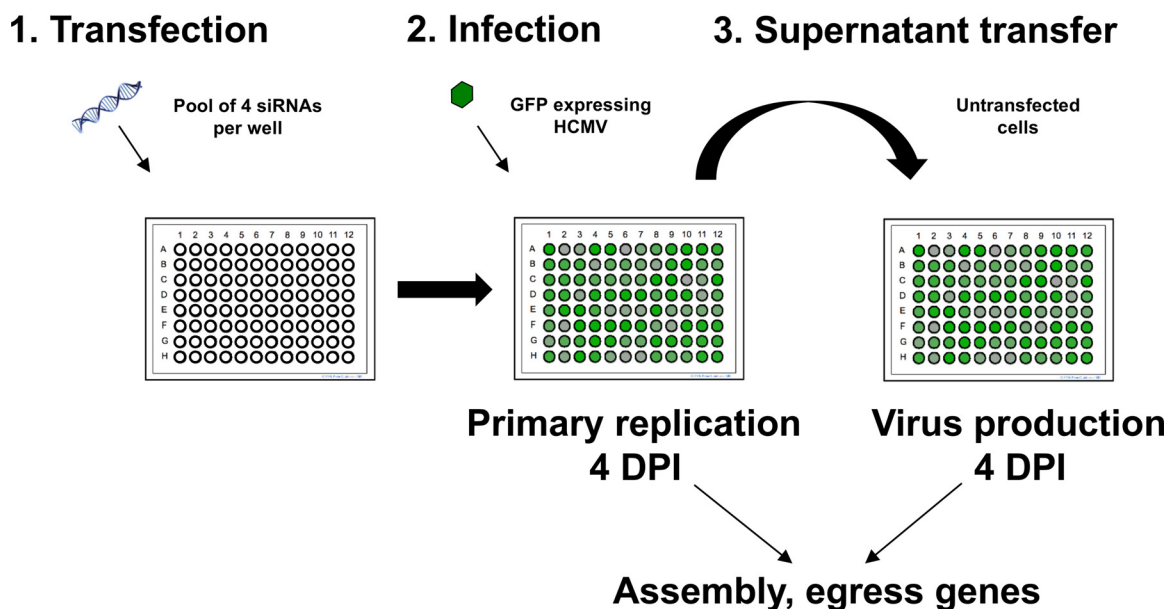 1. Transfection
2. Infection
3. Supernatant transfer
Pool of 4 siRNAs
per well
GFP expressing
HCMV
Untransfected
cells
1 2 3 4 5 6 7 8 9 10 11 12
A
B
C
D
E
F
G
H
1 2 3 4 5 6 7 8 9 10 11 12
A
B
C
D
E
F
G
H
1 2 3 4 5 6 7 8 9 10 11 12
A
B
C
D
E
F
G
H
Primary replication
4 DPI
Virus production
4 DPI
Assembly, egress genes